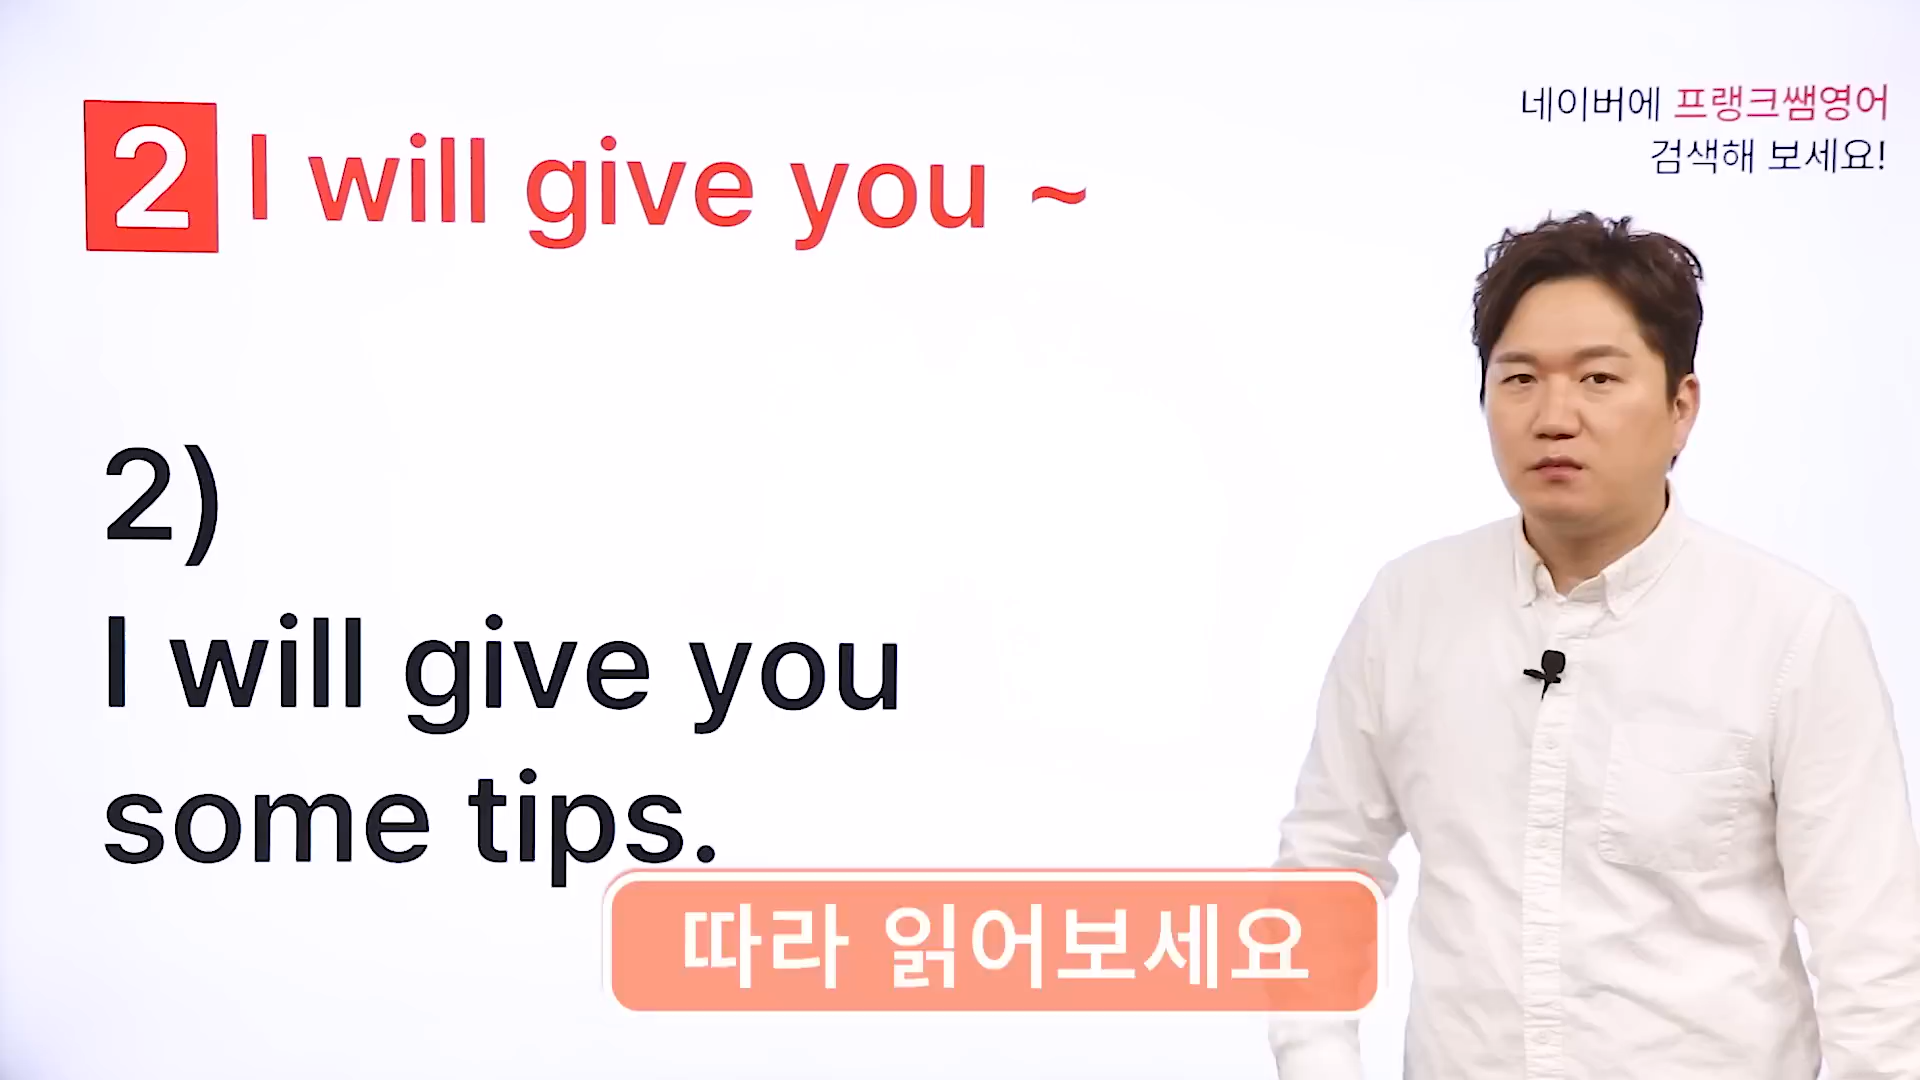 2 I will give you ~
네이버에 프랭크쌤영어
검색해 보세요!
2)
I will give you
some tips.
따라 읽어보세요